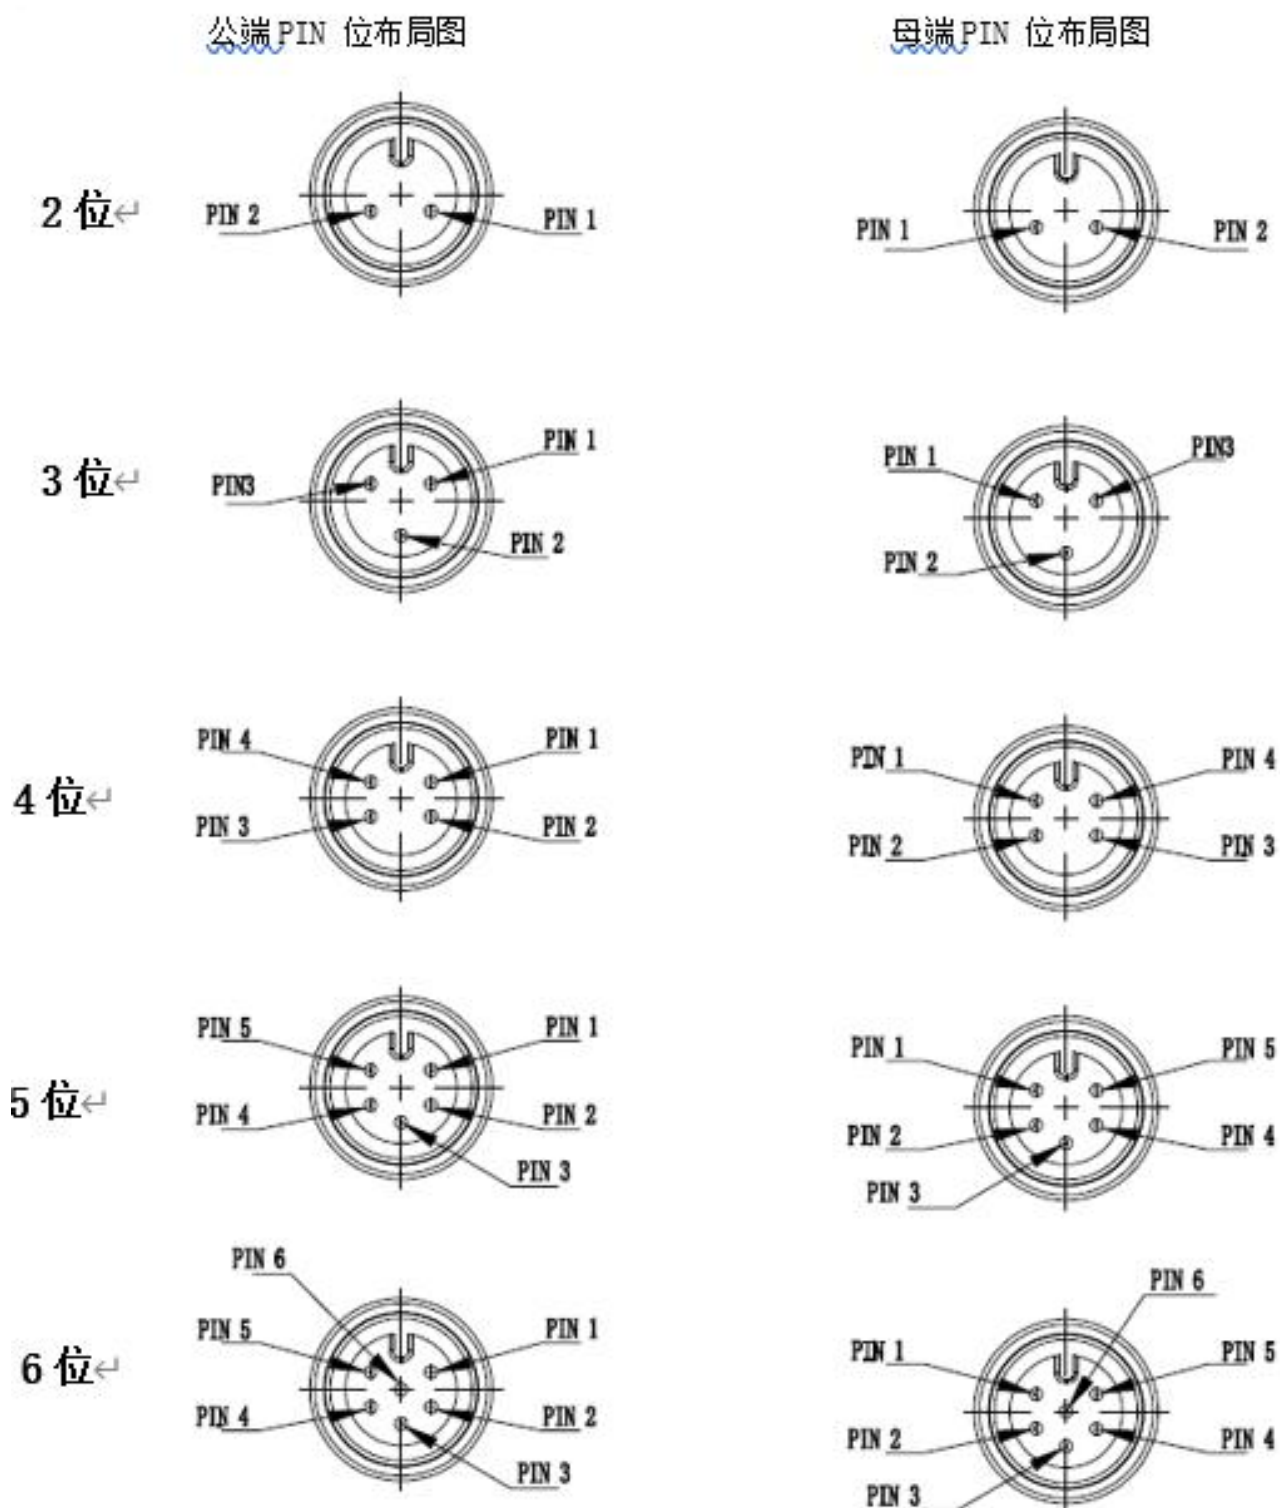 公端PIN 位布局图
母端PIN 位布局图
2 位↵
PIN 2
PIN 1
PIN 1
PIN 2
3 位↵
PIN3
PIN 1
PIN 2
PIN 1
PIN3
PIN 2
4 位↵
PIN 4
PIN 1
PIN 3
PIN 2
PIN 1
PIN 4
PIN 2
PIN 3
5 位↵
PIN 5
PIN 1
PIN 4
PIN 2
PIN 3
PIN 1
PIN 5
PIN 2
PIN 4
PIN 3
6 位↵
PIN 6
PIN 5
PIN 1
PIN 4
PIN 2
PIN 3
PIN 6
PIN 1
PIN 5
PIN 2
PIN 4
PIN 3